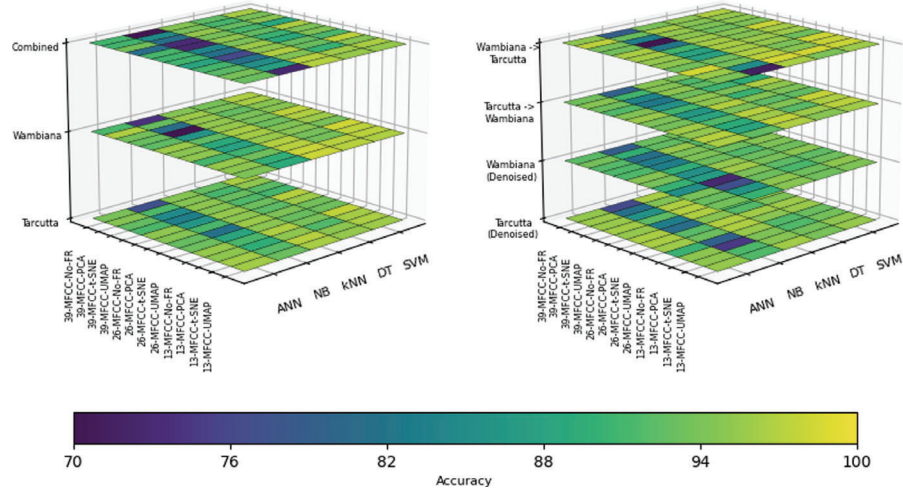 Combined
Wambiana
Tarcutta
39-MFCC-No-FR
39-MFCC-PCA
39-MFCC-t-SNE
39-MFCC-UMAP
26-MFCC-No-FR
26-MFCC-PCA
26-MFCC-t-SNE
26-MFCC-UMAP
13-MFCC-No-FR
13-MFCC-PCA
13-MFCC-t-SNE
13-MFCC-UMAP
ANN
NB
kNN
DT
SVM
Wambiana ->
Tarcutta
Tarcutta ->
Wambiana
Wambiana
(Denoised)
Tarcutta
(Denoised)
39-MFCC-No-FR
39-MFCC-PCA
39-MFCC-t-SNE
39-MFCC-UMAP
26-MFCC-No-FR
26-MFCC-PCA
26-MFCC-t-SNE
26-MFCC-UMAP
13-MFCC-No-FR
13-MFCC-PCA
13-MFCC-t-SNE
13-MFCC-UMAP
ANN
NB
kNN
DT
SVM
70 76 82 88 94 100
Accuracy